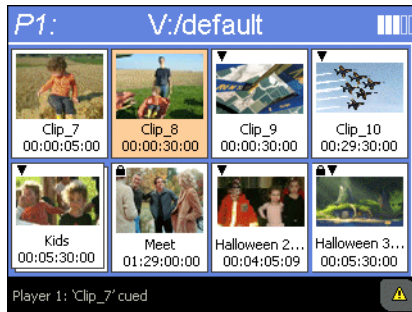 P1: V:/default
Clip_7 Clip_8 Clip_9 Clip_10
00:00:05:00 00:00:30:00 00:00:30:00 00:29:30:00
Kids Meet Halloween 2... Halloween 3...
00:05:30:00 01:29:00:00 00:04:05:09 00:05:30:00
Player 1: 'Clip_7' cued